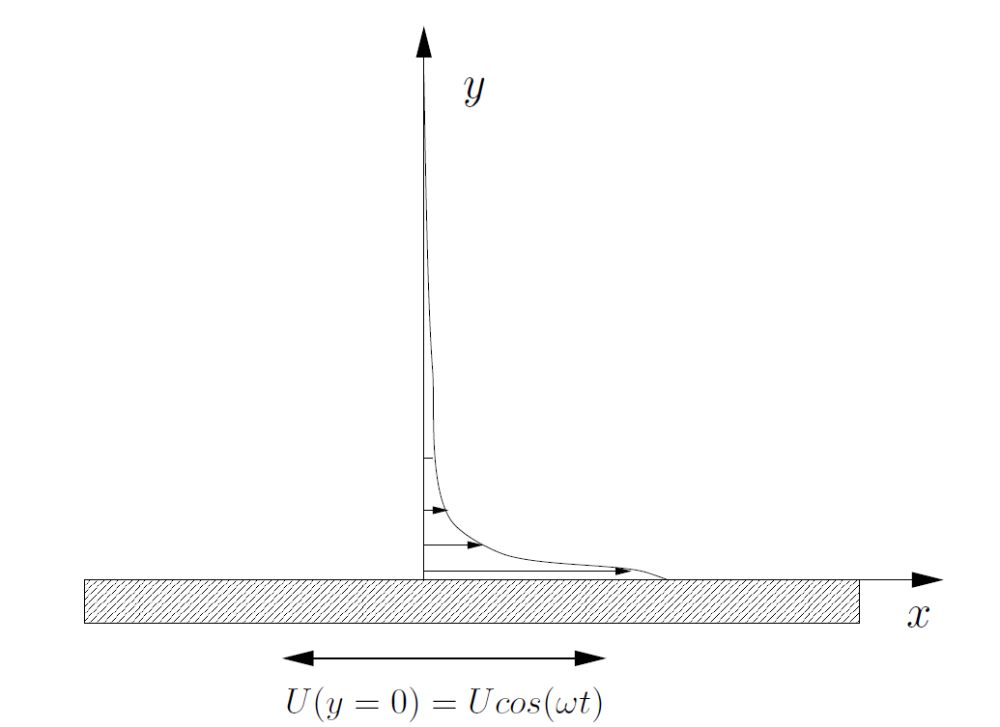 y
x
U(y = 0) = Ucos(ωt)